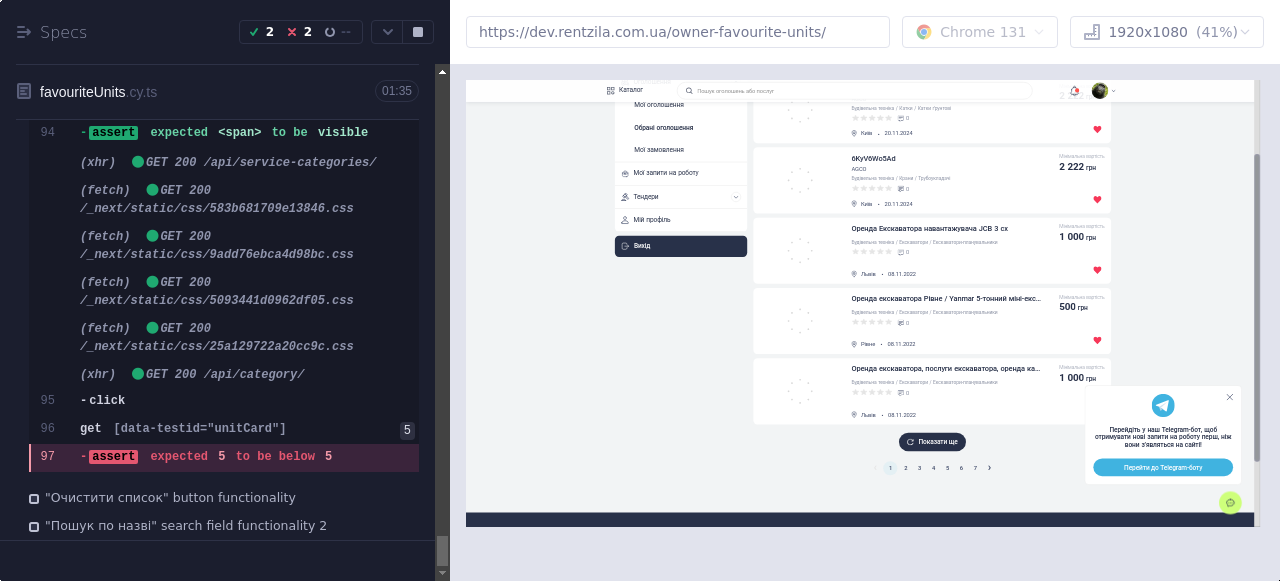 Specs
2
2
--
favouriteUnits.cy.ts
01:35
94 -assert expected <span> to be visible
(xhr) GET 200 /api/service-categories/
(fetch) GET 200
/_next/static/css/583b681709e13846.css
(fetch) GET 200
/_next/static/css/9add76ebca4d98bc.css
(fetch) GET 200
/_next/static/css/5093441d0962df05.css
(fetch) GET 200
/_next/static/css/25a129722a20cc9c.css
(xhr) GET 200 /api/category/
95 -click
96 get [data-testid="unitCard"] 5
97 -assert expected 5 to be below 5
"Очистити список" button functionality
"Пошук по назві" search field functionality 2
https://dev.rentzila.com.ua/owner-favourite-units/
Chrome 131
1920x1080 (41%)
Каталог
Пошук оголошень або послуг
Мої оголошення
Обрані оголошення
Мої замовлення
Мої запити на роботу
Тендери
Мій профіль
Вихід
Будівельна техніка / Катки / Катки ґрунтові
0
Київ • 20.11.2024
6KyV6Wo5Ad
AGCO
Будівельна техніка / Крани / Трубоукладачі
0
Київ • 20.11.2024
Мінімальна вартість
2 222 грн
Оренда Екскаватора навантажувача JCB 3 cx
Будівельна техніка / Екскаватори / Екскаватори-планувальники
0
Львів • 08.11.2022
Мінімальна вартість
1 000 грн
Оренда екскаватора Рівне / Yanmar 5-тонний міні-екс...
Будівельна техніка / Екскаватори / Екскаватори-планувальники
0
Рівне • 08.11.2022
Мінімальна вартість
500 грн
Оренда екскаватора, послуги екскаватора, оренда ка...
Будівельна техніка / Екскаватори / Екскаватори-планувальники
0
Львів • 08.11.2022
Мінімальна вартість
1 000 грн
Показати ще
1 2 3 4 5 6 7
Перейдіть у наш Telegram-бот, щоб
отримувати нові запити на роботу перш, ніж
вони з'являться на сайті!
Перейти до Telegram-боту